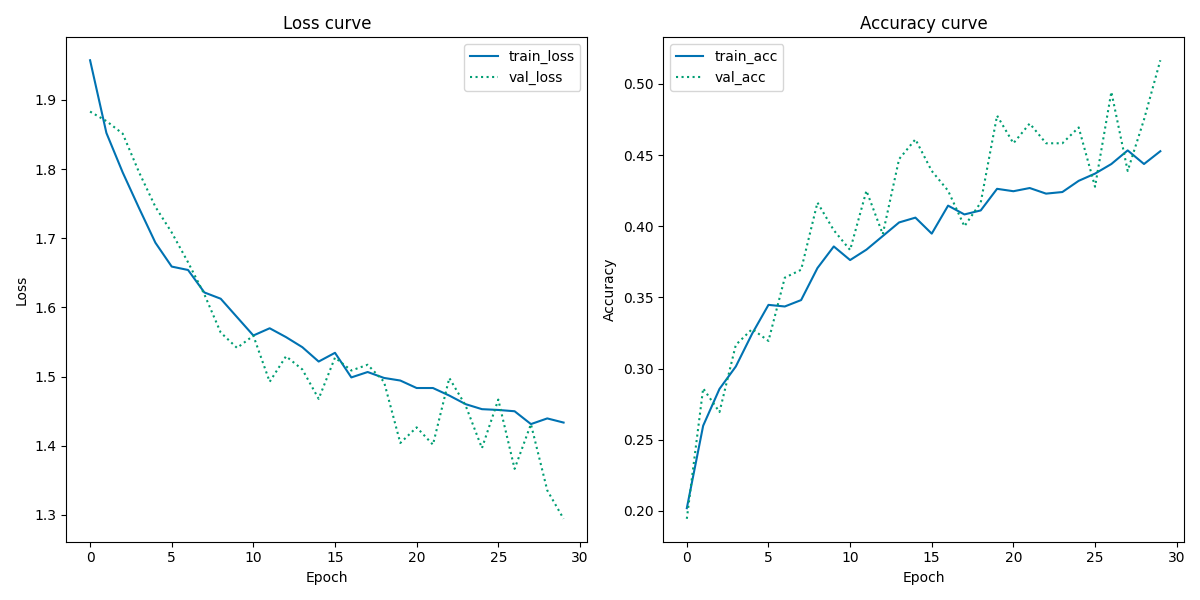 Loss curve
train_loss
val_loss
1.9
1.8
1.7
1.6
1.5
1.4
1.3
Loss
0 5 10 15 20 25 30
Epoch
Accuracy curve
train_acc
val_acc
0.50
0.45
0.40
0.35
0.30
0.25
0.20
Accuracy
0 5 10 15 20 25 30
Epoch